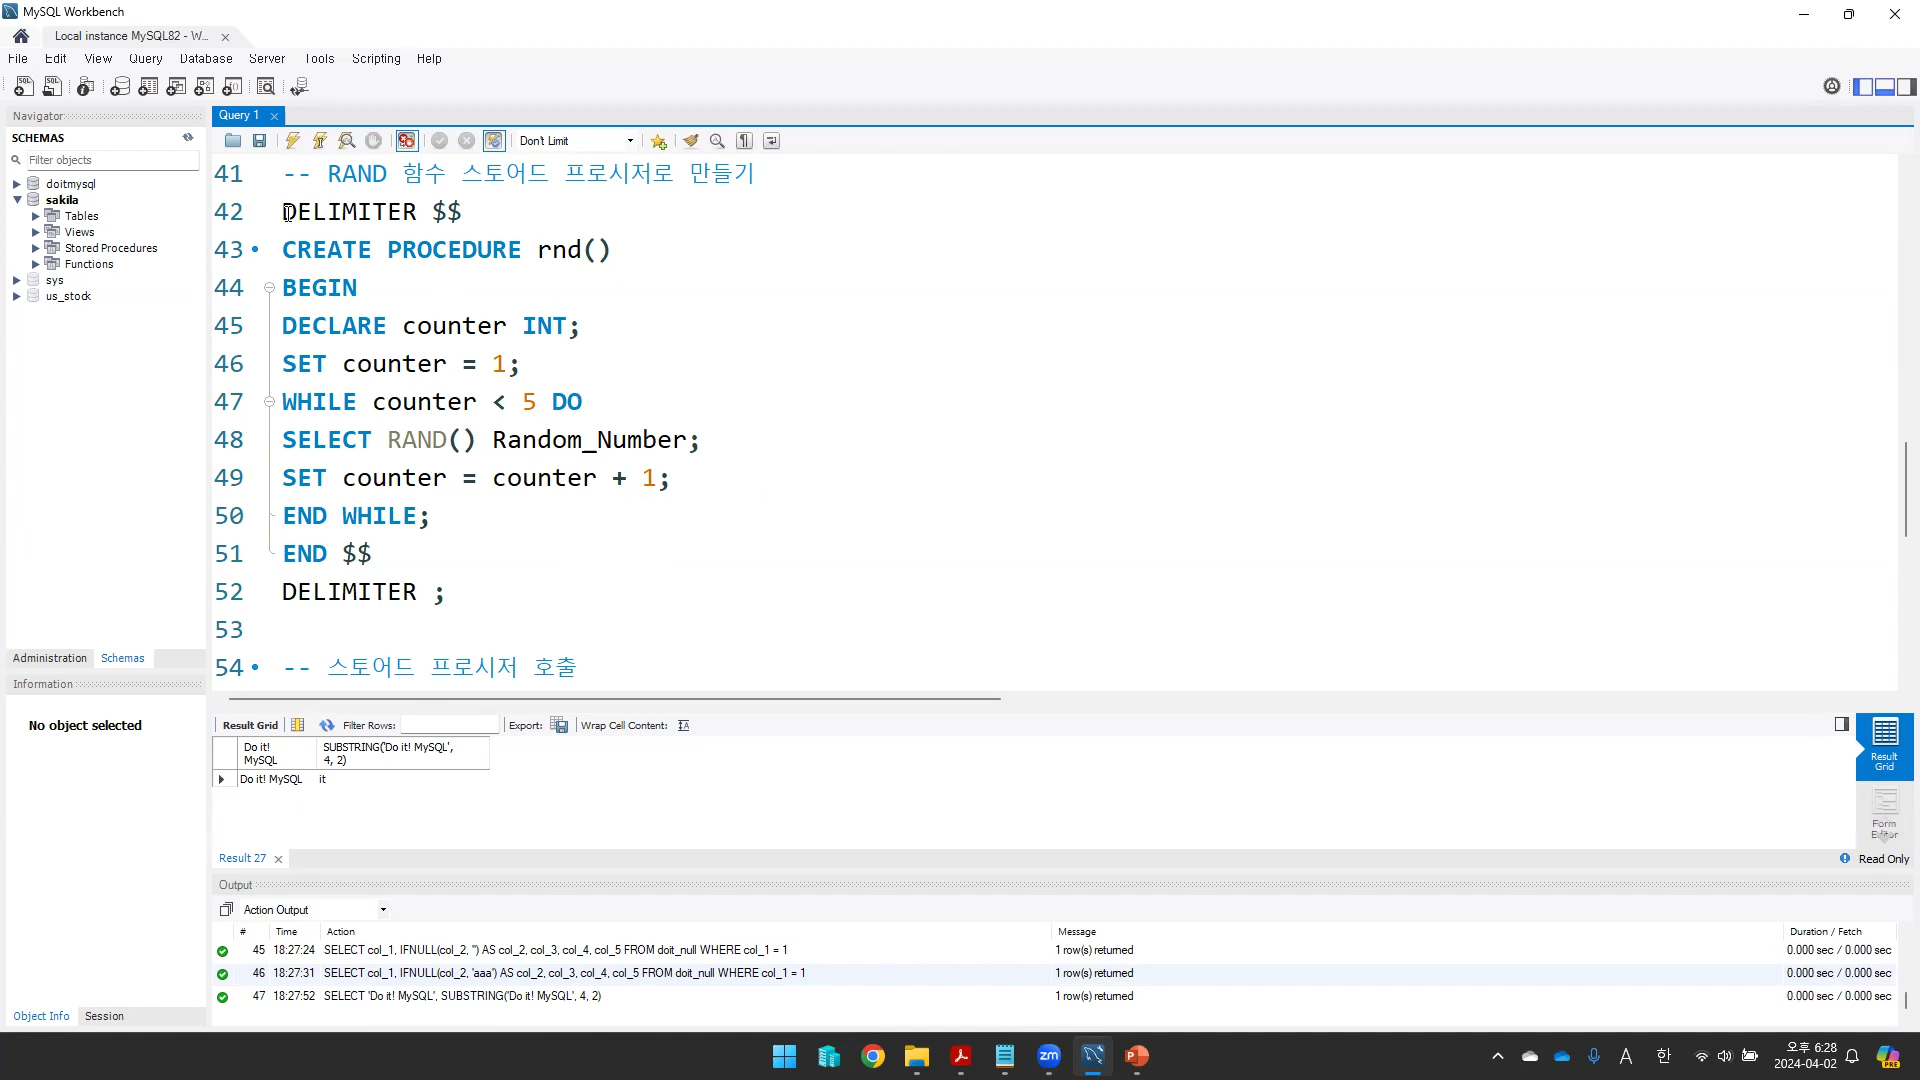 MySQL Workbench
Local instance MySQL82 - W...
File Edit View Query Database Server Tools Scripting Help
Navigator
SCHEMAS
Filter objects
doitmysql
sakila
Tables
Views
Stored Procedures
Functions
sys
us_stock
Administration Schemas
Information
No object selected
Object Info Session
Query 1
Don't Limit
41 -- RAND 함수 스토어드 프로시저로 만들기
42 DELIMITER $$
43 CREATE PROCEDURE rnd()
44 BEGIN
45 DECLARE counter INT;
46 SET counter = 1;
47 WHILE counter < 5 DO
48 SELECT RAND() Random_Number;
49 SET counter = counter + 1;
50 END WHILE;
51 END $$
52 DELIMITER ;
53
54 -- 스토어드 프로시저 호출
Result Grid Filter Rows: Export: Wrap Cell Content:
Do it! MySQL SUBSTRING('Do it! MySQL', 4, 2)
Do it! MySQL it
Result Grid
Form Editor
Result 27
Read Only
Output
Action Output
# Time Action Message Duration / Fetch
45 18:27:24 SELECT col_1, IFNULL(col_2, '') AS col_2, col_3, col_4, col_5 FROM doit_null WHERE col_1 = 1 1 row(s) returned 0.000 sec / 0.000 sec
46 18:27:31 SELECT col_1, IFNULL(col_2, 'aaa') AS col_2, col_3, col_4, col_5 FROM doit_null WHERE col_1 = 1 1 row(s) returned 0.000 sec / 0.000 sec
47 18:27:52 SELECT 'Do it! MySQL', SUBSTRING('Do it! MySQL', 4, 2) 1 row(s) returned 0.000 sec / 0.000 sec
zm
A 한
오후 6:28
2024-04-02
PRE